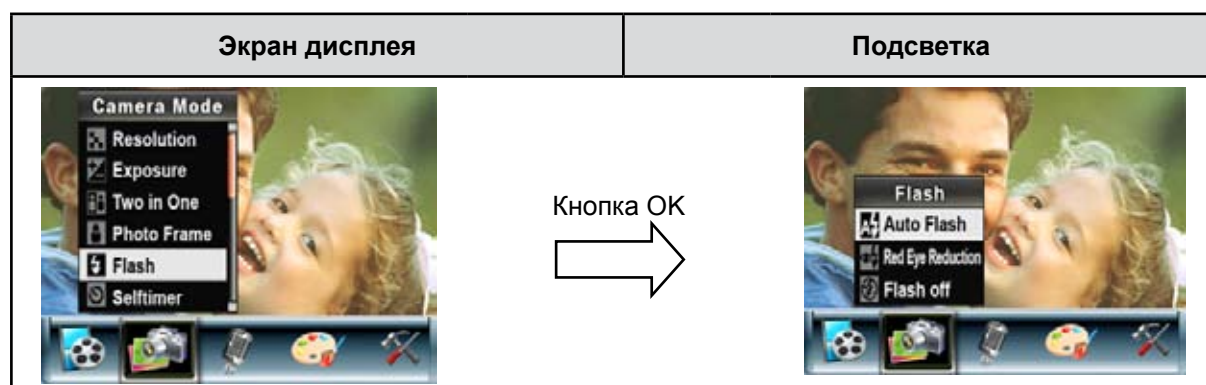 Экран дисплея
Подсветка
Camera Mode
Resolution
Exposure
Two in One
Photo Frame
Flash
Selftimer
Кнопка OK
Flash
Auto Flash
Red Eye Reduction
Flash off